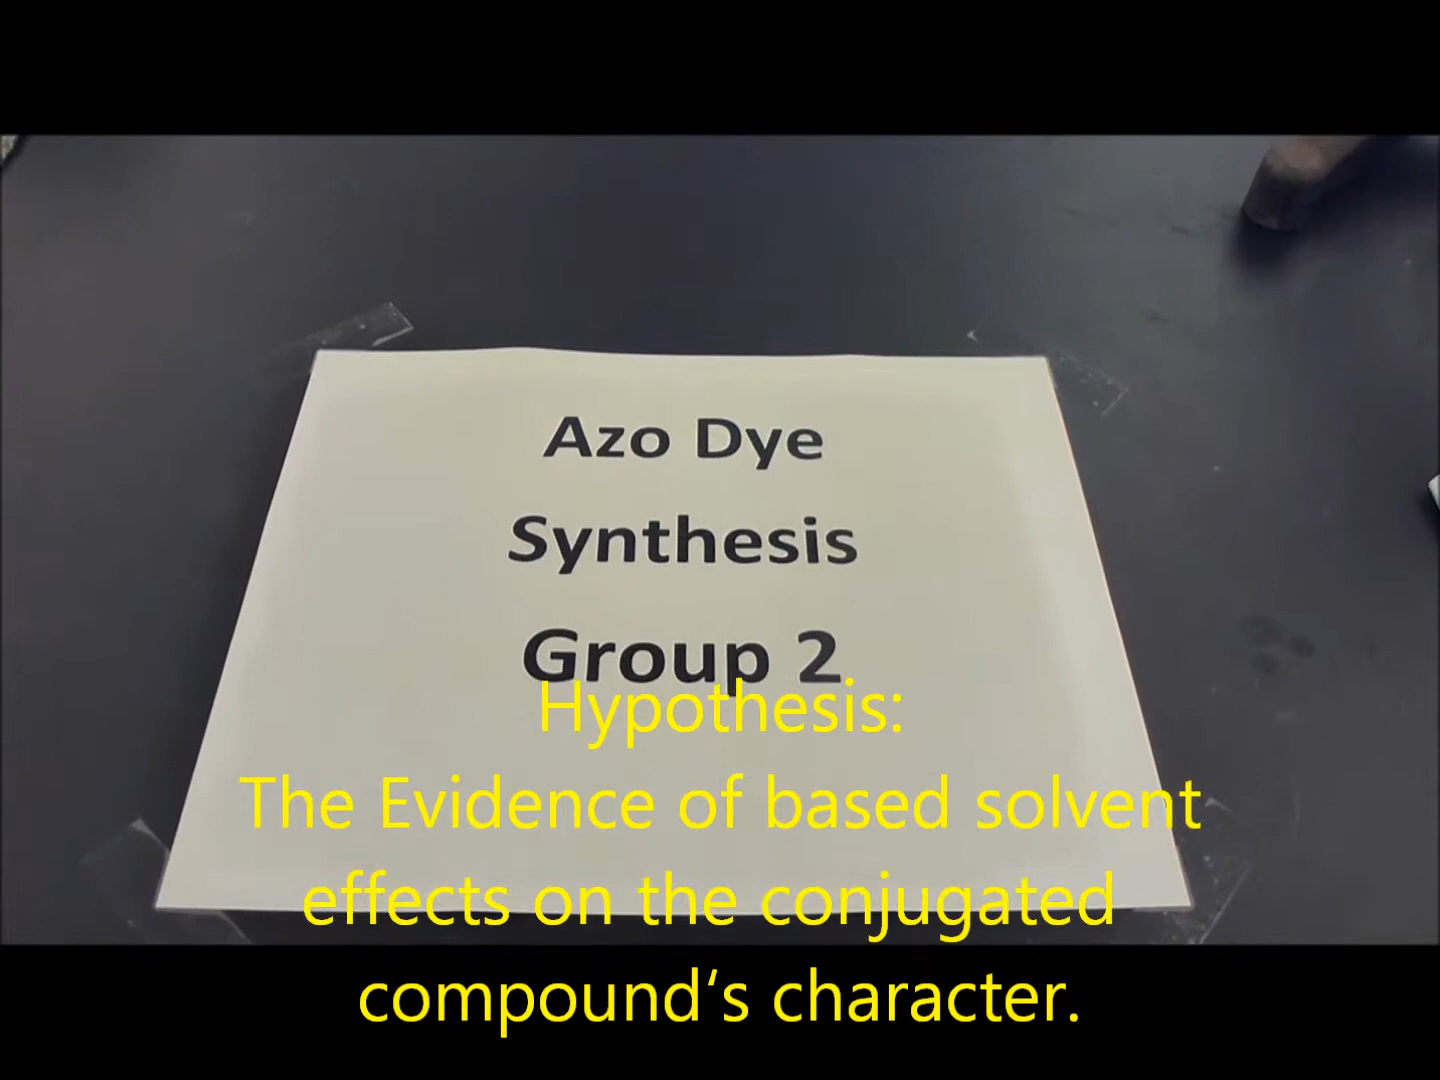 Azo Dye
Synthesis
Group 2
Hypothesis:
The Evidence of based solvent
effects on the conjugated
compound‘s character.